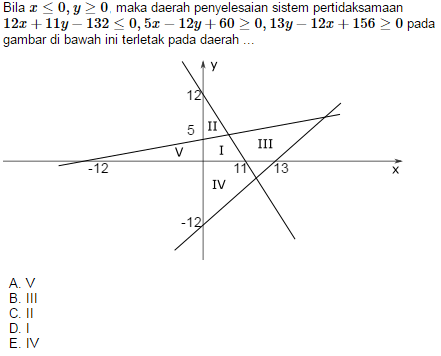 Bila x ≤ 0, y ≥ 0, maka daerah penyelesaian sistem pertidaksamaan
12x + 11y − 132 ≤ 0, 5x − 12y + 60 ≥ 0, 13y − 12x + 156 ≥ 0 pada
gambar di bawah ini terletak pada daerah ...
y
12
5 II
V I III
-12 11 13 x
IV
-12
A. V
B. III
C. II
D. I
E. IV